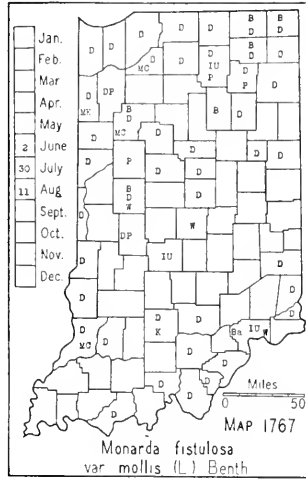 Jan.
Feb.
Mar
Apr.
May
2 June
30 July
11 Aug
Sept.
Oct.
Nov.
Dec.
D D D D D D B B
D D
MC IU D
P
D DP D D
P
MK B B D
D
MC D
D
P D D D
D
D B D
D
W
W
DP
IU
D
D
D D
K D
D D Ba IU W
MC D
D
D D
D D
D
Miles
0 50
MAP 1767
Monarda fistulosa
var mollis (L) Benth